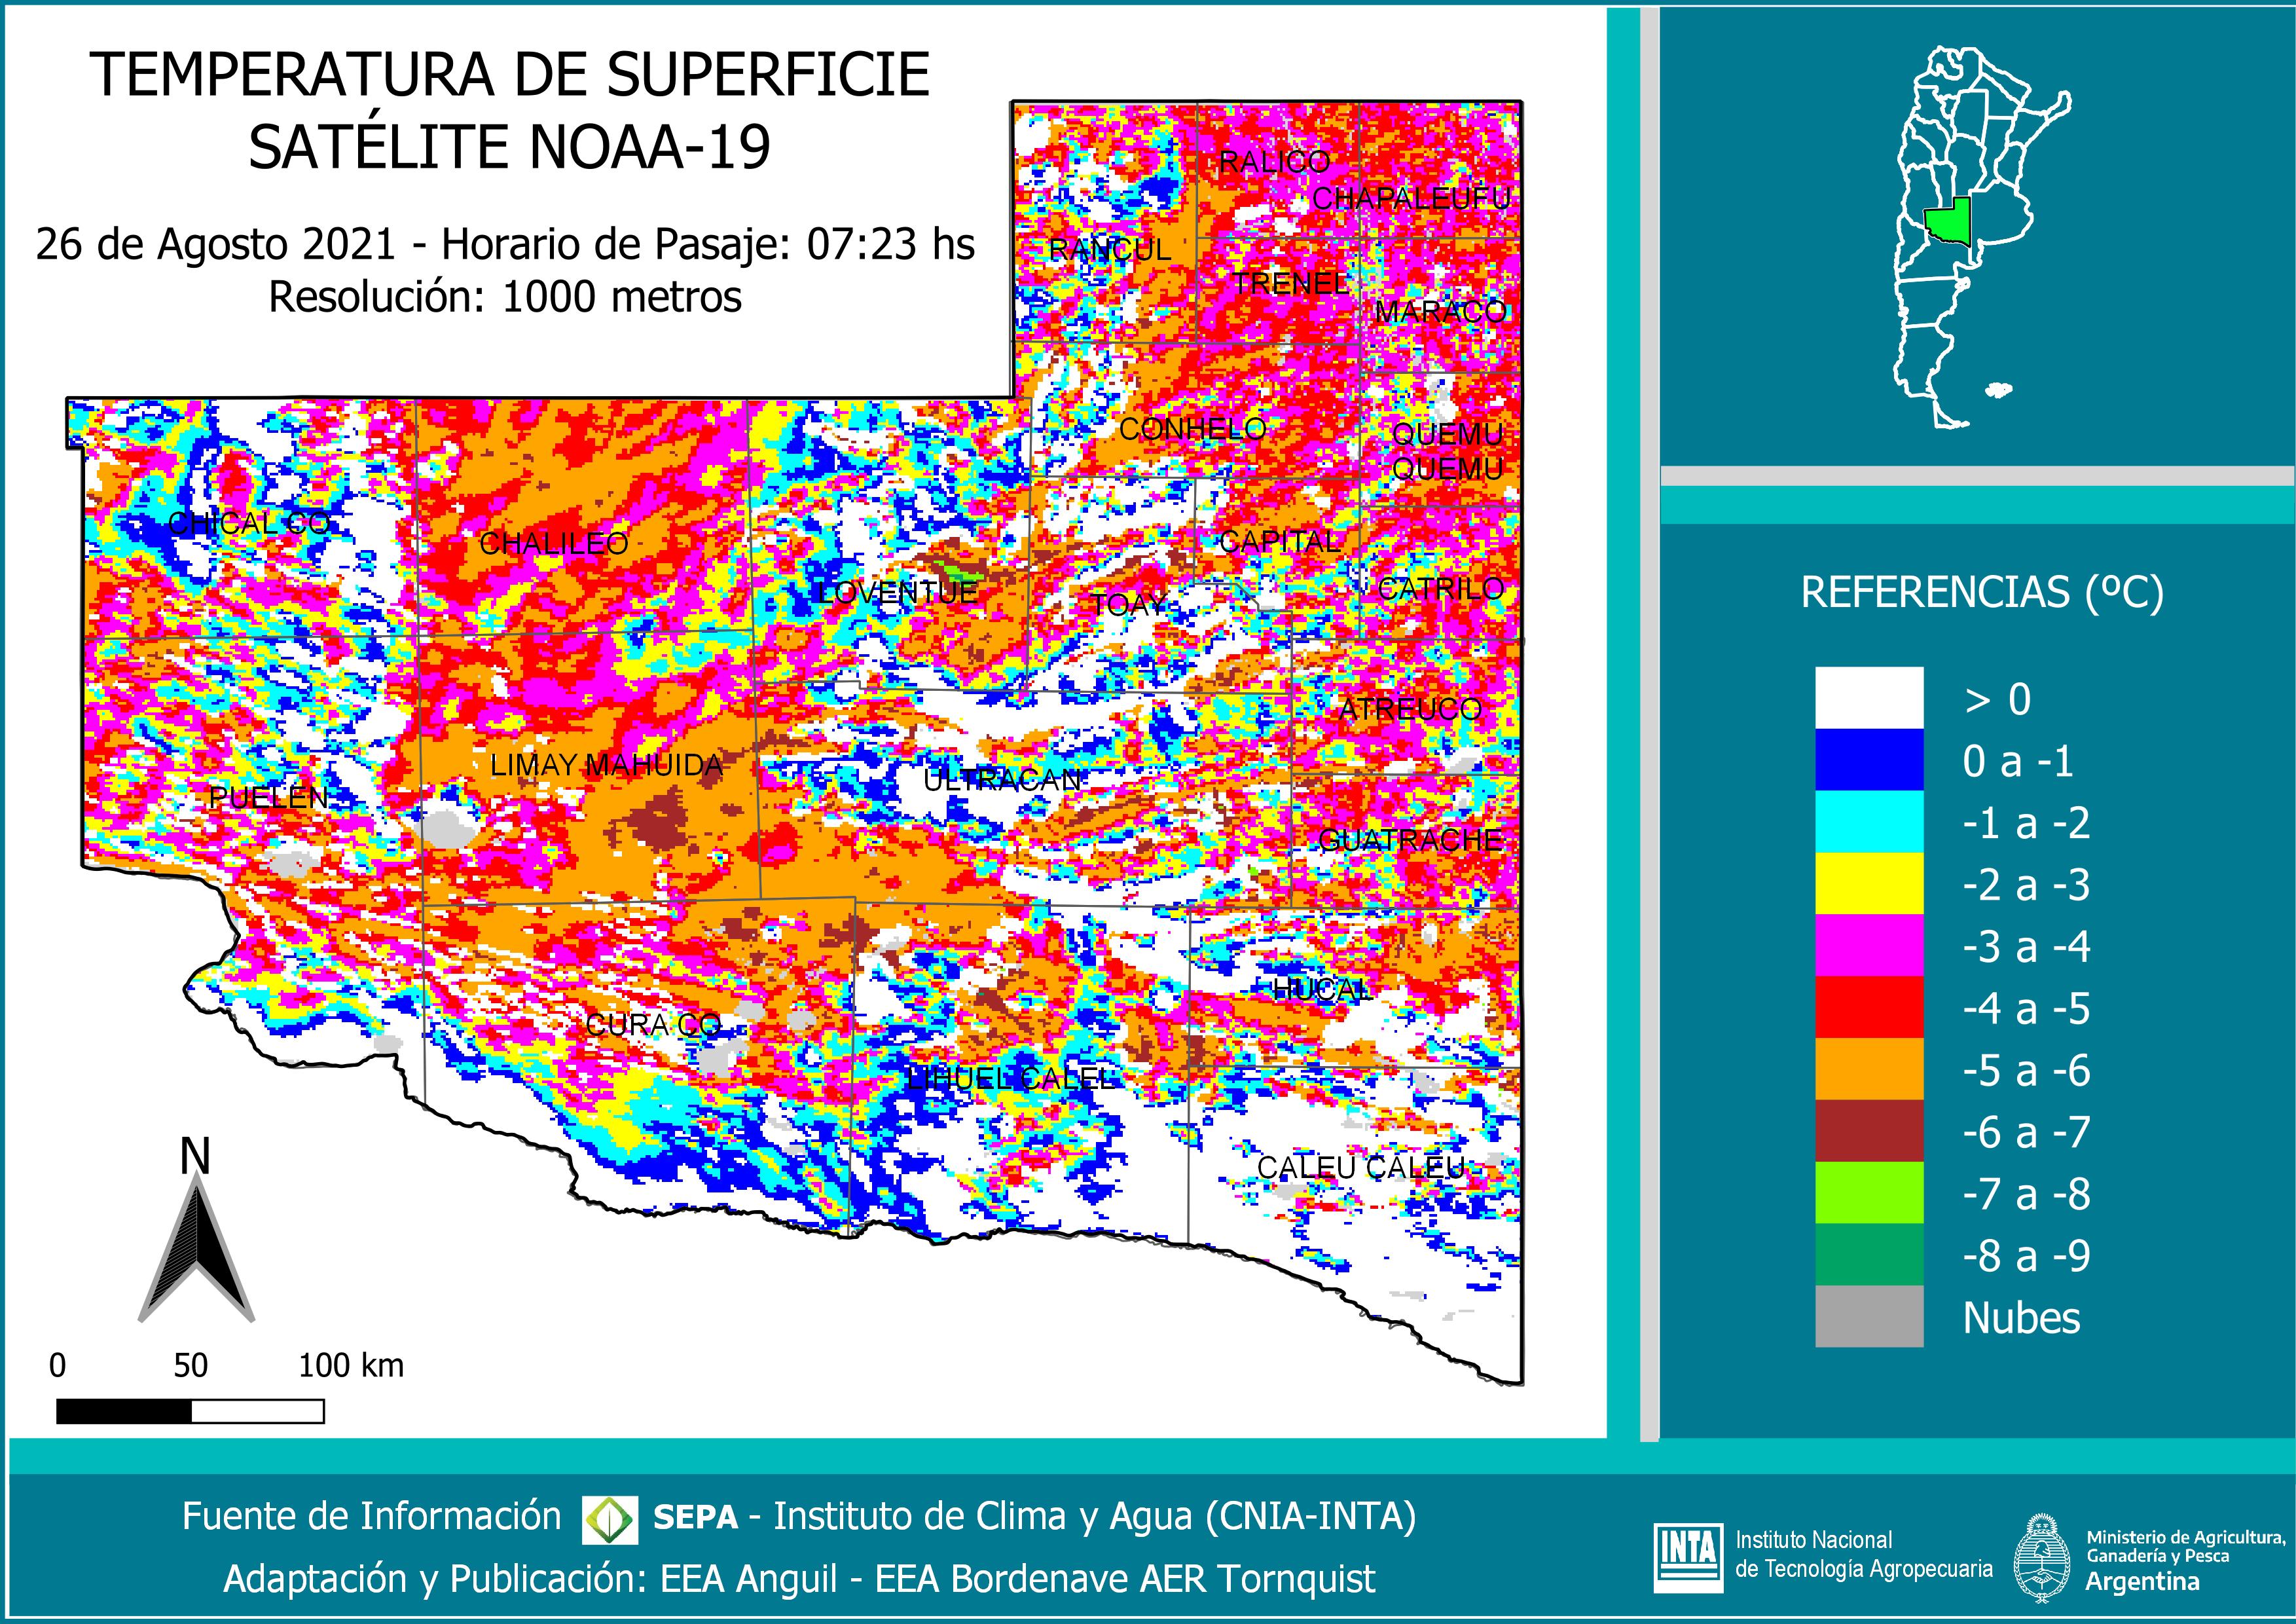 TEMPERATURA DE SUPERFICIE
SATÉLITE NOAA-19
26 de Agosto 2021 - Horario de Pasaje: 07:23 hs
Resolución: 1000 metros
RALICO
CHAPALEUFU
RANCUL
TRENEL
MARACO
CONHELO
QUEMU
QUEMU
CHICAL CO
CHALILEO
CAPITAL
LOVENTUE
TOAY
CATRILO
ATREUCO
LIMAY MAHUIDA
ULTRACAN
PUELEN
GUATRACHE
HUCAL
CURA CO
LIHUEL CALEL
CALEU CALEU
N
0 50 100 km
REFERENCIAS (ºC)
> 0
0 a -1
-1 a -2
-2 a -3
-3 a -4
-4 a -5
-5 a -6
-6 a -7
-7 a -8
-8 a -9
Nubes
Fuente de Información SEPA - Instituto de Clima y Agua (CNIA-INTA)
Adaptación y Publicación: EEA Anguil - EEA Bordenave AER Tornquist
INTA
Instituto Nacional
de Tecnología Agropecuaria
Ministerio de Agricultura,
Ganadería y Pesca
Argentina